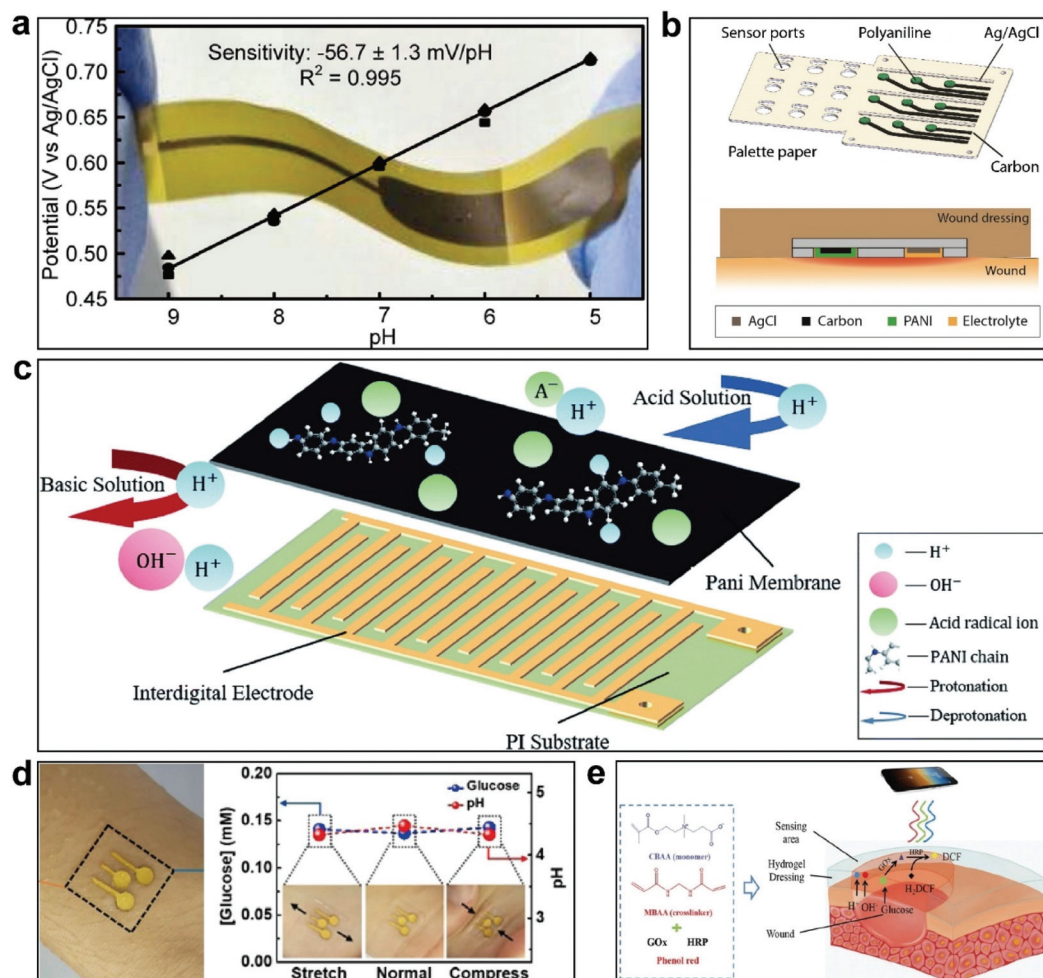 a
Sensitivity: -56.7 ± 1.3 mV/pH
R² = 0.995
Potential (V vs Ag/AgCl)
0.75
0.70
0.65
0.60
0.55
0.50
0.45
9 8 7 6 5
pH
b
Sensor ports
Polyaniline
Ag/AgCl
Palette paper
Carbon
Wound dressing
Wound
AgCl Carbon PANI Electrolyte
c
A⁻
H⁺
Acid Solution
H⁺
Basic Solution
H⁺
OH⁻
H⁺
Pani Membrane
Interdigital Electrode
PI Substrate
H⁺
OH⁻
Acid radical ion
PANI chain
Protonation
Deprotonation
d
[Glucose] (mM)
0.20
0.15
0.10
0.05
0.00
Glucose
pH
5
4
3
2
pH
Stretch Normal Compress
e
CBAA (monomer)
MBAA (crosslinker)
+
GOx HRP
Phenol red
Sensing
area
Hydrogel
Dressing
GOx
HRP
DCF
H₂DCF
H⁺ OH⁻ Glucose
Wound